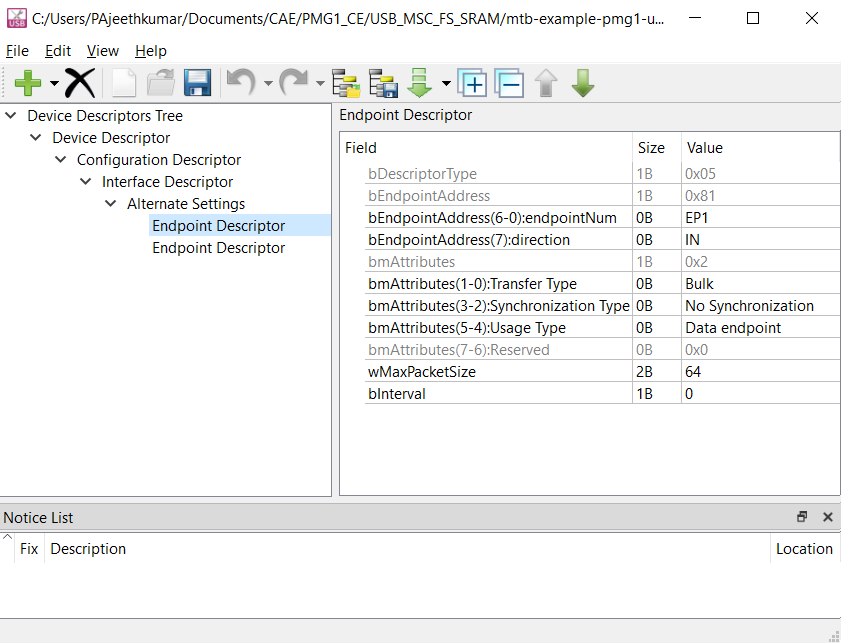 C:/Users/PAjeethkumar/Documents/CAE/PMG1_CE/USB_MSC_FS_SRAM/mtb-example-pmg1-u...
File Edit View Help
Device Descriptors Tree
Device Descriptor
Configuration Descriptor
Interface Descriptor
Alternate Settings
Endpoint Descriptor
Endpoint Descriptor
Endpoint Descriptor
Field Size Value
bDescriptorType 1B 0x05
bEndpointAddress 1B 0x81
bEndpointAddress(6-0):endpointNum 0B EP1
bEndpointAddress(7):direction 0B IN
bmAttributes 1B 0x2
bmAttributes(1-0):Transfer Type 0B Bulk
bmAttributes(3-2):Synchronization Type 0B No Synchronization
bmAttributes(5-4):Usage Type 0B Data endpoint
bmAttributes(7-6):Reserved 0B 0x0
wMaxPacketSize 2B 64
bInterval 1B 0
Notice List
Fix Description Location